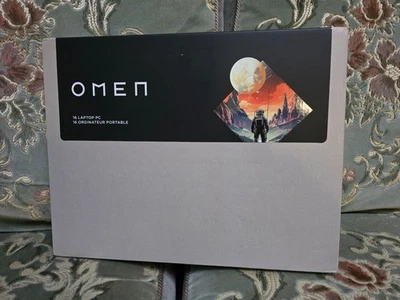 OMEN
16 LAPTOP PC
16 ORDINATEUR PORTABLE